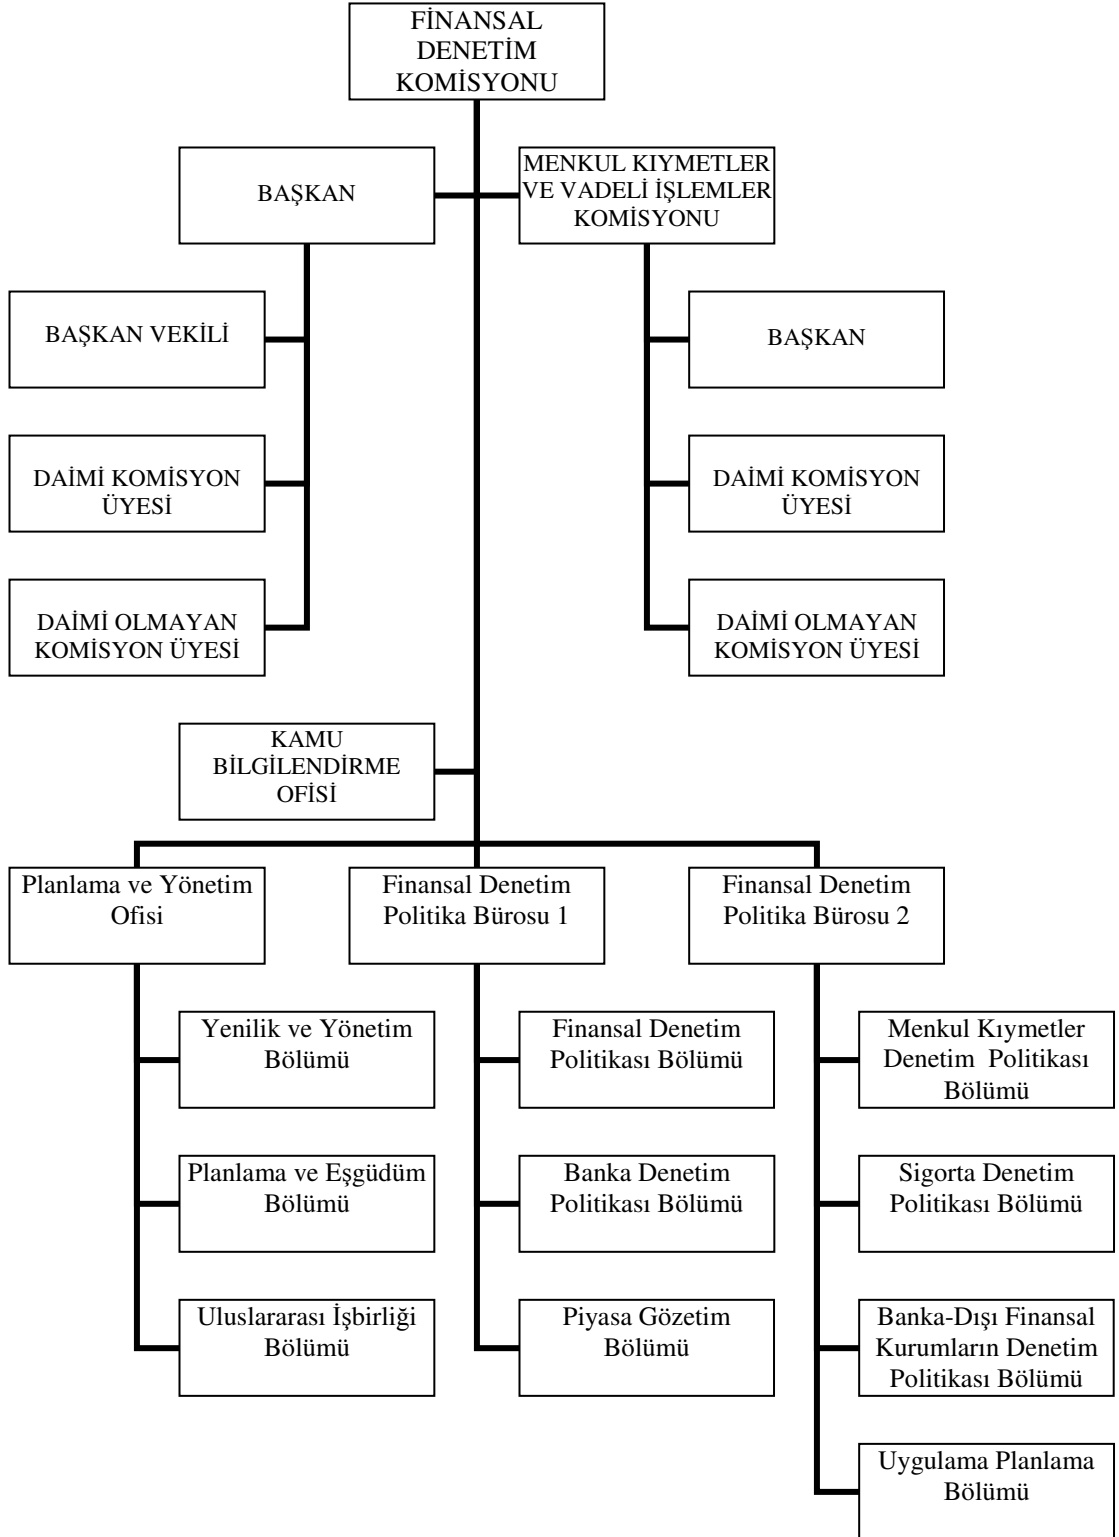 FİNANSAL
DENETİM
KOMİSYONU
BAŞKAN
MENKUL KIYMETLER
VE VADELİ İŞLEMLER
KOMİSYONU
BAŞKAN VEKİLİ
BAŞKAN
DAİMİ KOMİSYON
ÜYESİ
DAİMİ KOMİSYON
ÜYESİ
DAİMİ OLMAYAN
KOMİSYON ÜYESİ
DAİMİ OLMAYAN
KOMİSYON ÜYESİ
KAMU
BİLGİLENDİRME
OFİSİ
Planlama ve Yönetim
Ofisi
Finansal Denetim
Politika Bürosu 1
Finansal Denetim
Politika Bürosu 2
Yenilik ve Yönetim
Bölümü
Finansal Denetim
Politikası Bölümü
Menkul Kıymetler
Denetim Politikası
Bölümü
Planlama ve Eşgüdüm
Bölümü
Banka Denetim
Politikası Bölümü
Sigorta Denetim
Politikası Bölümü
Uluslararası İşbirliği
Bölümü
Piyasa Gözetim
Bölümü
Banka-Dışı Finansal
Kurumların Denetim
Politikası Bölümü
Uygulama Planlama
Bölümü